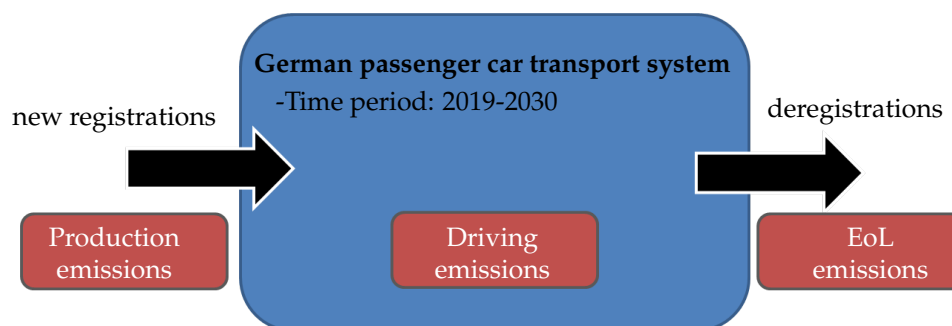 German passenger car transport system
-Time period: 2019-2030
new registrations
deregistrations
Production
emissions
Driving
emissions
EoL
emissions